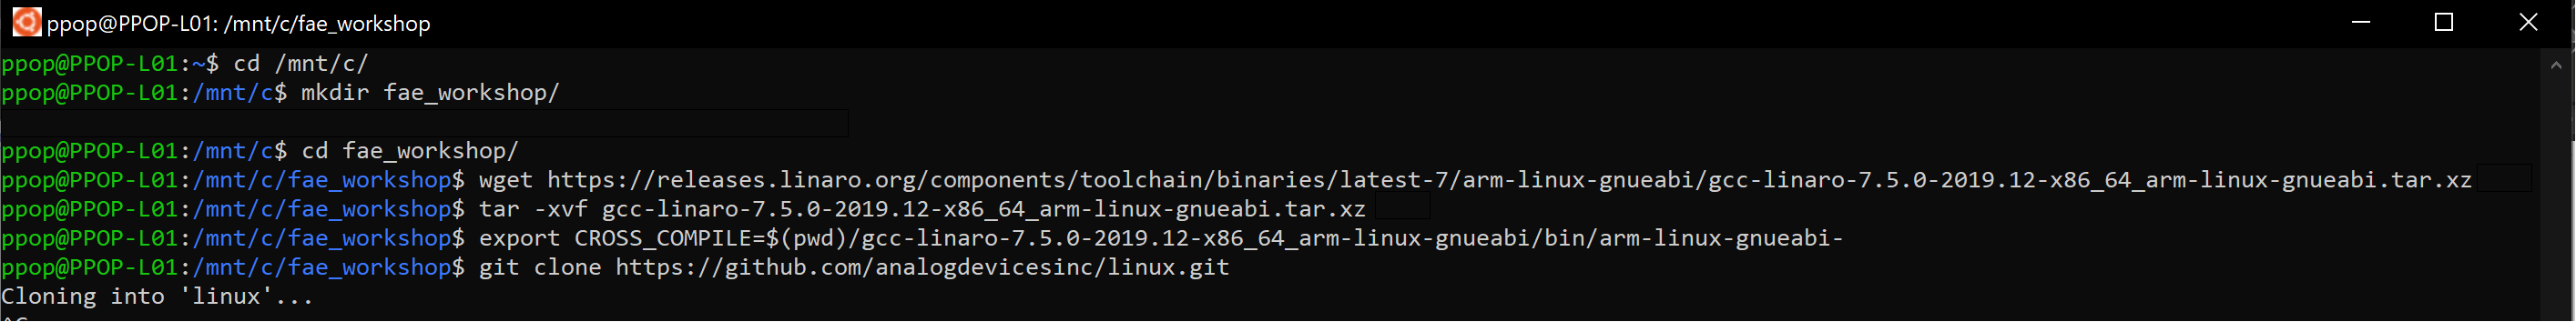 ppop@PPOP-L01: /mnt/c/fae_workshop
ppop@PPOP-L01:~$ cd /mnt/c/
ppop@PPOP-L01:/mnt/c$ mkdir fae_workshop/
ppop@PPOP-L01:/mnt/c$ cd fae_workshop/
ppop@PPOP-L01:/mnt/c/fae_workshop$ wget https://releases.linaro.org/components/toolchain/binaries/latest-7/arm-linux-gnueabi/gcc-linaro-7.5.0-2019.12-x86_64_arm-linux-gnueabi.tar.xz
ppop@PPOP-L01:/mnt/c/fae_workshop$ tar -xvf gcc-linaro-7.5.0-2019.12-x86_64_arm-linux-gnueabi.tar.xz
ppop@PPOP-L01:/mnt/c/fae_workshop$ export CROSS_COMPILE=$(pwd)/gcc-linaro-7.5.0-2019.12-x86_64_arm-linux-gnueabi/bin/arm-linux-gnueabi-
ppop@PPOP-L01:/mnt/c/fae_workshop$ git clone https://github.com/analogdevicesinc/linux.git
Cloning into 'linux'...